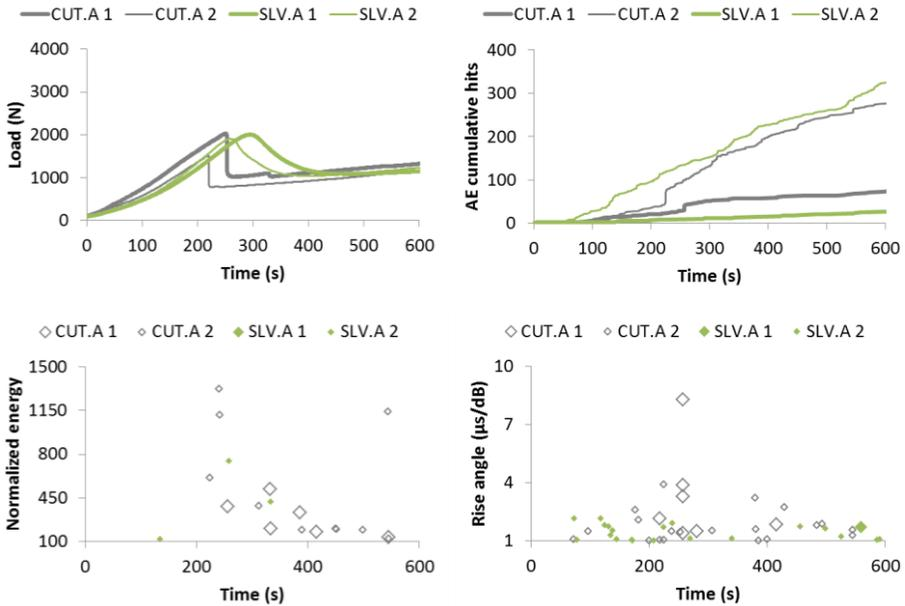 CUT.A 1 CUT.A 2 SLV.A 1 SLV.A 2
4000
3000
2000
1000
0
Load (N)
0 100 200 300 400 500 600
Time (s)
CUT.A 1 CUT.A 2 SLV.A 1 SLV.A 2
400
300
200
100
0
AE cumulative hits
0 100 200 300 400 500 600
Time (s)
CUT.A 1 CUT.A 2 SLV.A 1 SLV.A 2
1500
1150
800
450
100
Normalized energy
0 200 400 600
Time (s)
CUT.A 1 CUT.A 2 SLV.A 1 SLV.A 2
10
7
4
1
Rise angle (µs/dB)
0 200 400 600
Time (s)